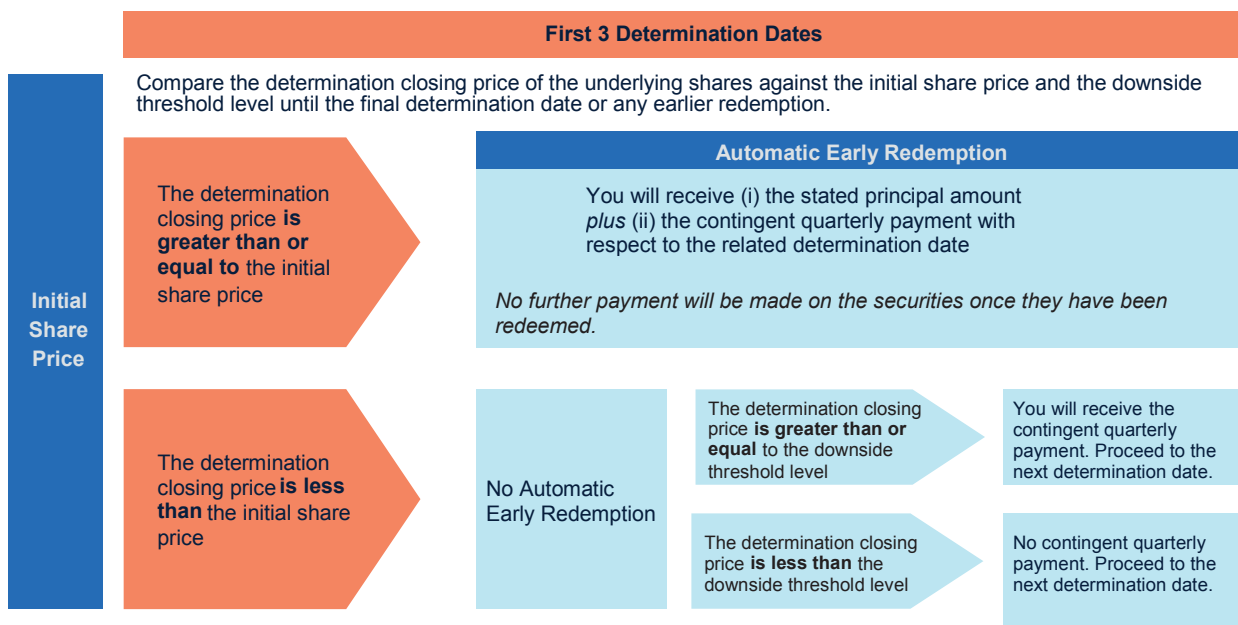 First 3 Determination Dates
Compare the determination closing price of the underlying shares against the initial share price and the downside
threshold level until the final determination date or any earlier redemption.
Initial
Share
Price
The determination
closing price is
greater than or
equal to the initial
share price
Automatic Early Redemption
You will receive (i) the stated principal amount
plus (ii) the contingent quarterly payment with
respect to the related determination date
No further payment will be made on the securities once they have been
redeemed.
The determination
closing price is less
than the initial share
price
No Automatic
Early Redemption
The determination closing
price is greater than or
equal to the downside
threshold level
You will receive the
contingent quarterly
payment. Proceed to the
next determination date.
The determination closing
price is less than the
downside threshold level
No contingent quarterly
payment. Proceed to the
next determination date.